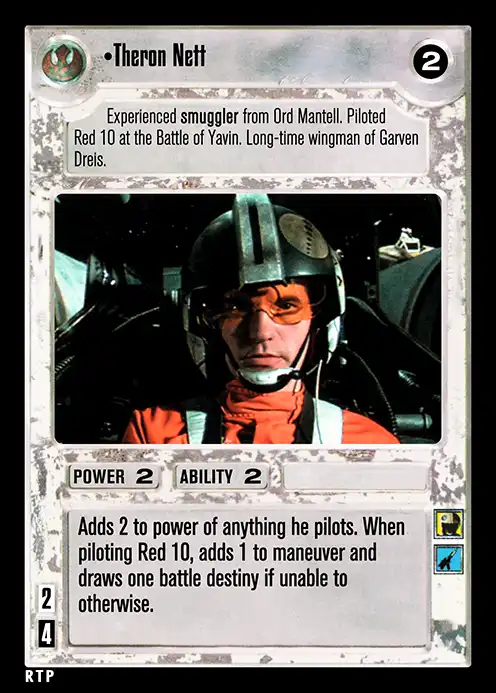 •Theron Nett
2
Experienced smuggler from Ord Mantell. Piloted
Red 10 at the Battle of Yavin. Long-time wingman of Garven
Dreis.
POWER 2 ABILITY 2
Adds 2 to power of anything he pilots. When
piloting Red 10, adds 1 to maneuver and
draws one battle destiny if unable to
otherwise.
2
4
RTP